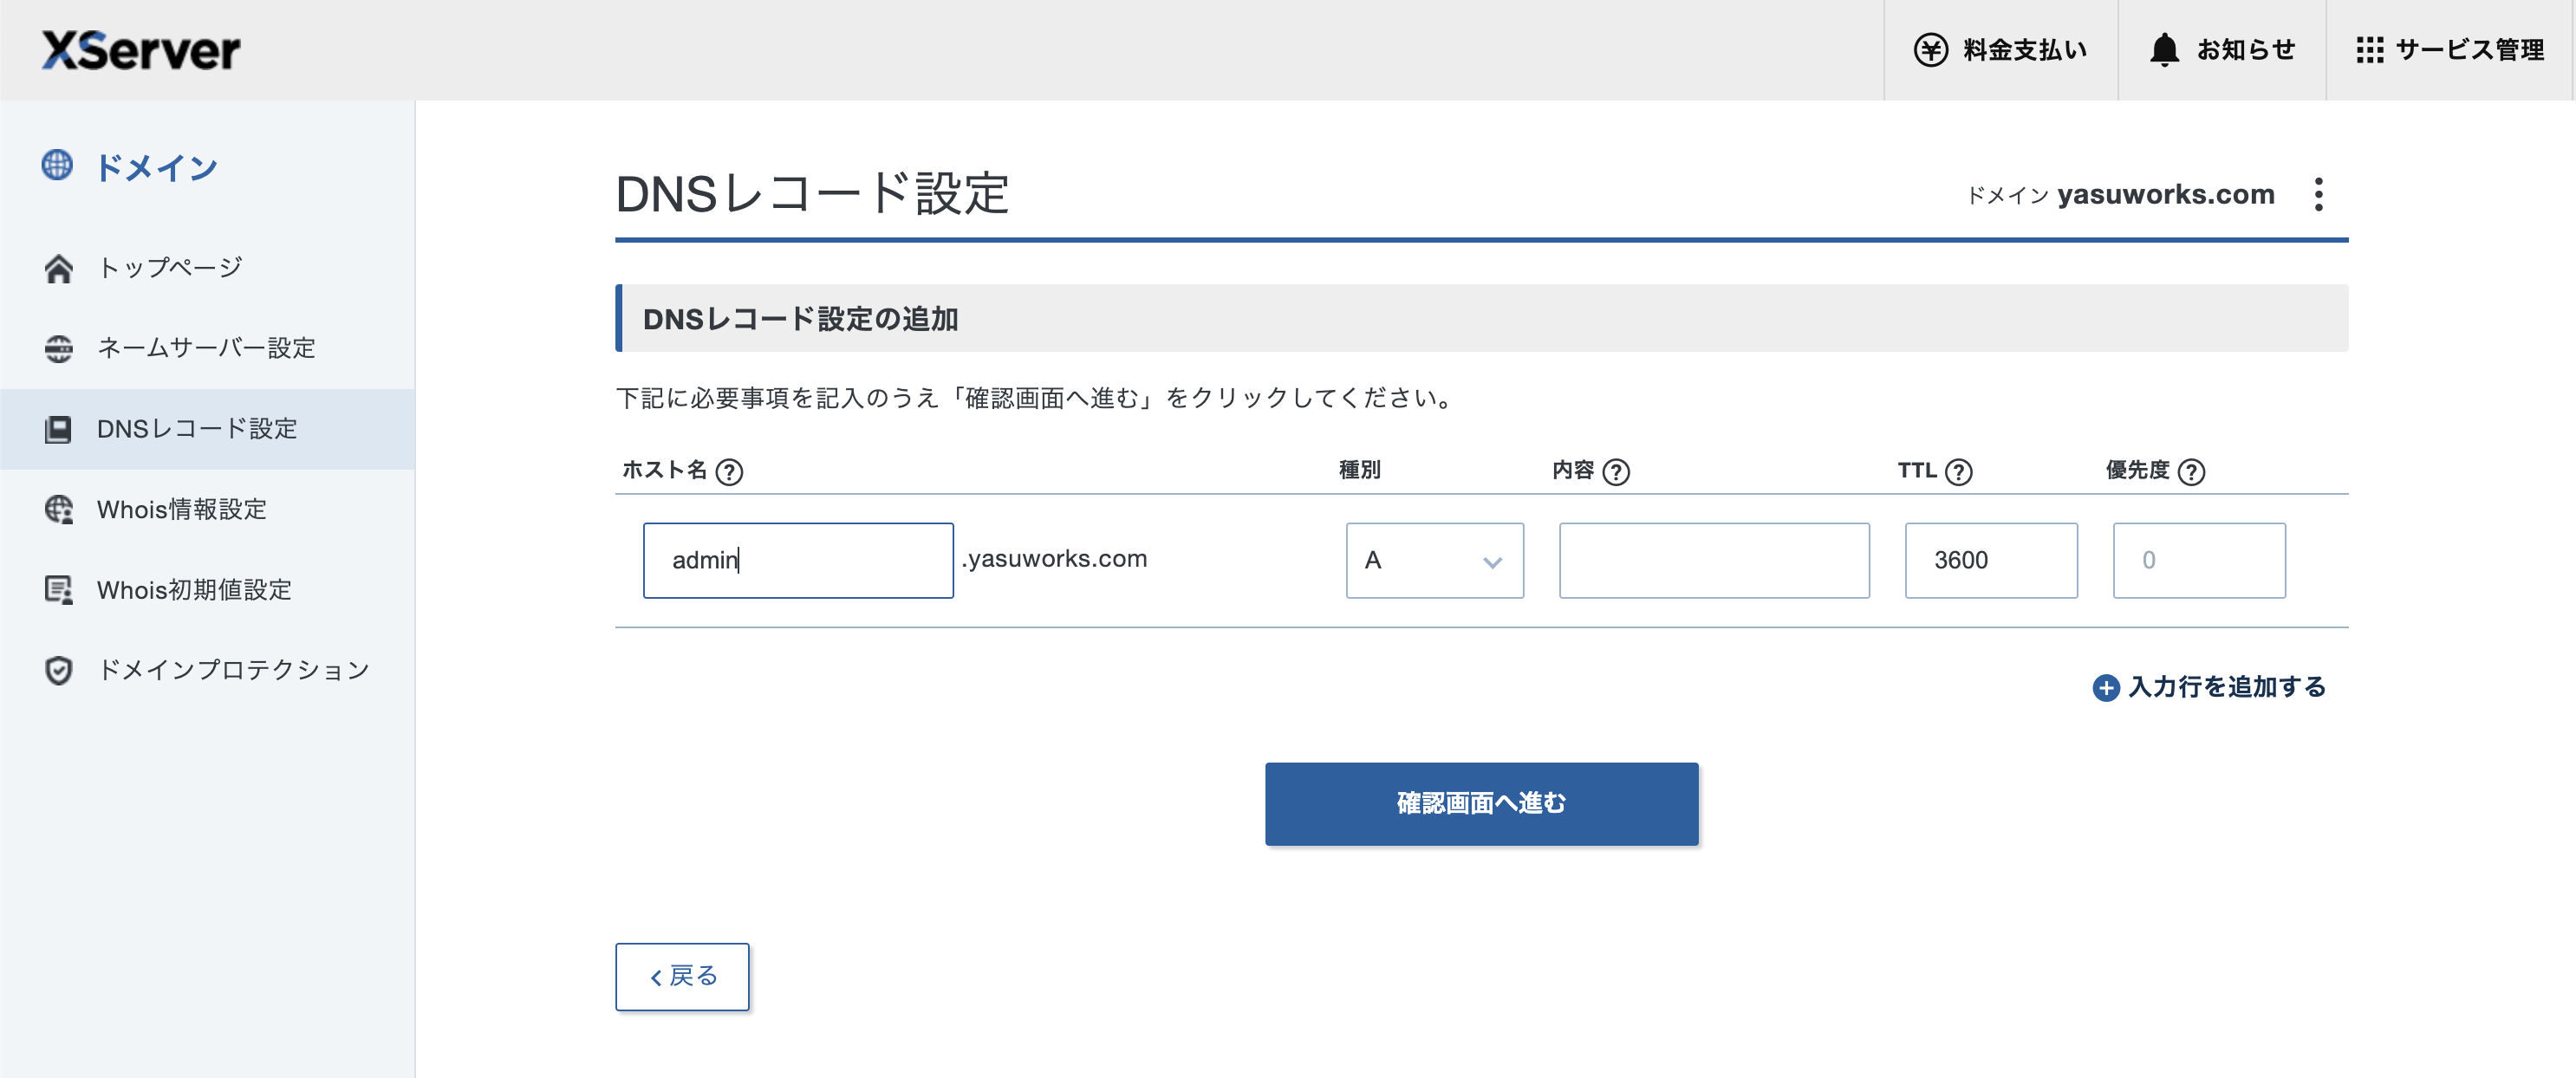 XServer
料金支払い
お知らせ
サービス管理
ドメイン
トップページ
ネームサーバー設定
DNSレコード設定
Whois情報設定
Whois初期値設定
ドメインプロテクション
DNSレコード設定
ドメイン yasuworks.com
DNSレコード設定の追加
下記に必要事項を記入のうえ「確認画面へ進む」をクリックしてください。
ホスト名 ? 種別 内容 ? TTL ? 優先度 ?
admin .yasuworks.com A 3600 0
入力行を追加する
確認画面へ進む
戻る